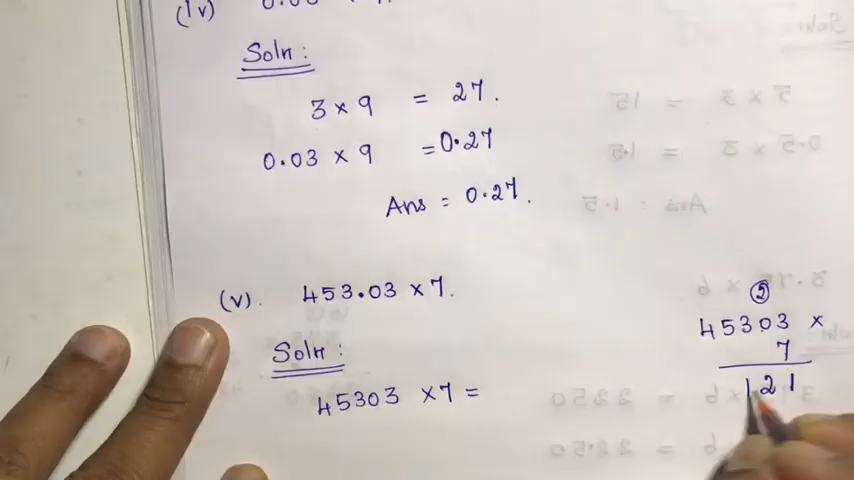 (iv)
Soln :
3 × 9 = 27.
0.03 × 9 = 0.27
Ans = 0.27.
(v). 453.03 × 7.
Soln :
45303 × 7 =
2
45303 ×
7
121